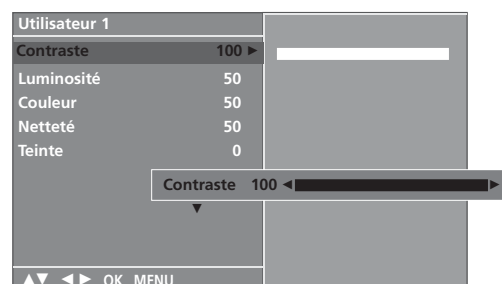 Utilisateur 1
Contraste 100 ►
Luminosité 50
Couleur 50
Netteté 50
Teinte 0
Contraste 100 ◄ ►
▼
▲▼ ◄► OK MENU